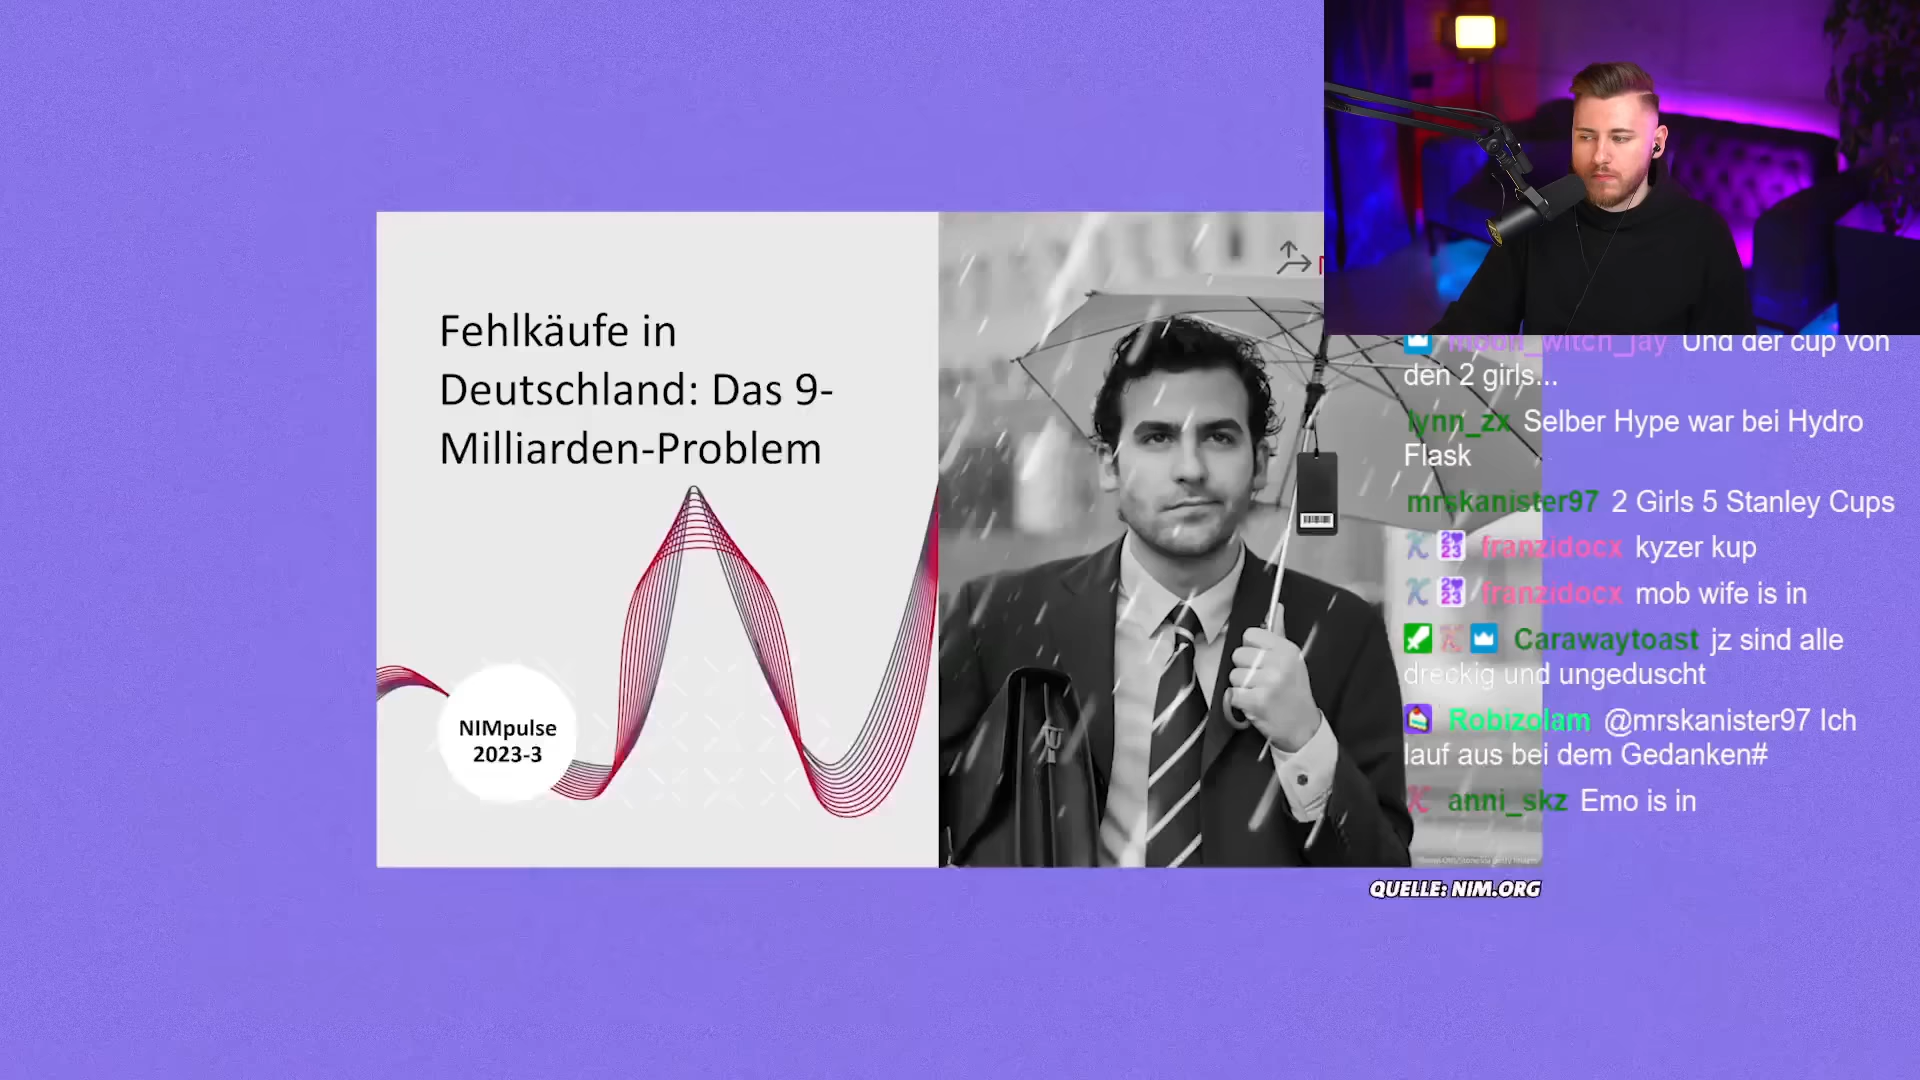 Fehlkäufe in
Deutschland: Das 9-
Milliarden-Problem
NIMpulse
2023-3
QUELLE: NIM.ORG
moon_witch_jay Und der cup von
den 2 girls...
lynn_zx Selber Hype war bei Hydro
Flask
mrskanister97 2 Girls 5 Stanley Cups
franzidocx kyzer kup
franzidocx mob wife is in
Carawaytoast jz sind alle
dreckig und ungeduscht
Robizolam @mrskanister97 Ich
lauf aus bei dem Gedanken#
anni_skz Emo is in